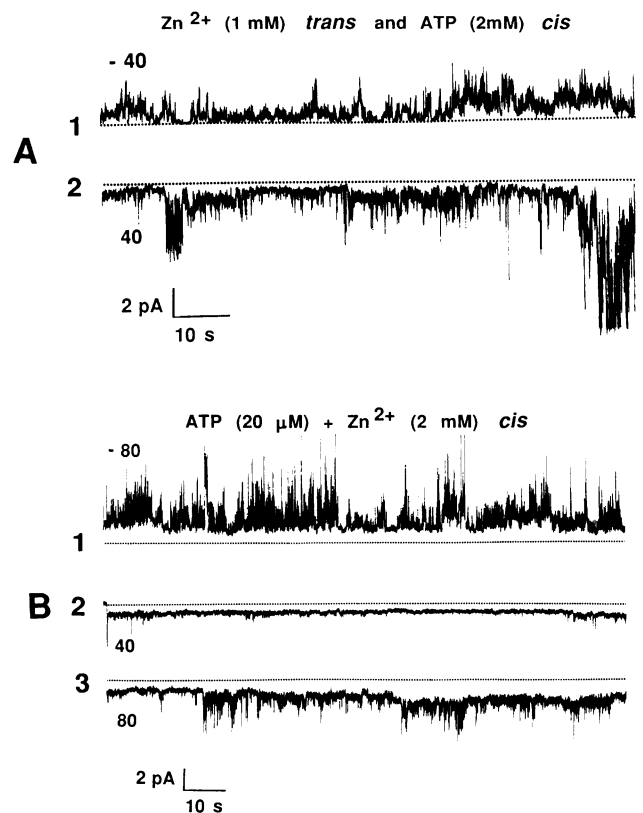 Zn 2+ (1 mM) trans and ATP (2mM) cis
- 40
1
A
2
40
2 pA
10 s
ATP (20 μM) + Zn 2+ (2 mM) cis
- 80
1
B 2
40
3
80
2 pA
10 s